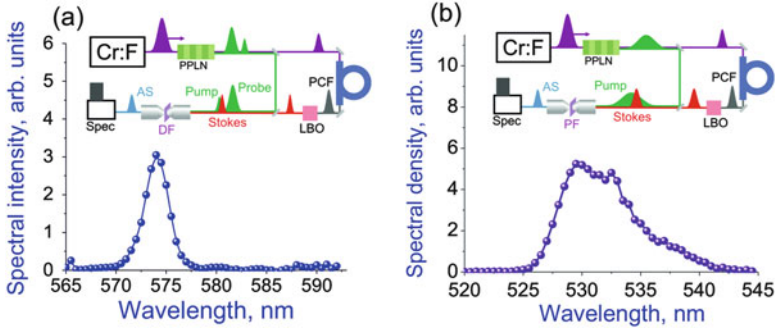 (a)
Cr:F
PPLN
PCF
AS
Pump
Probe
Spec
DF
Stokes
LBO
Spectral intensity, arb. units
6
5
4
3
2
1
0
565 570 575 580 585 590
Wavelength, nm
(b)
Cr:F
PPLN
PCF
AS
Pump
Spec
PF
Stokes
LBO
Spectral density, arb. units
10
8
6
4
2
0
520 525 530 535 540 545
Wavelength, nm